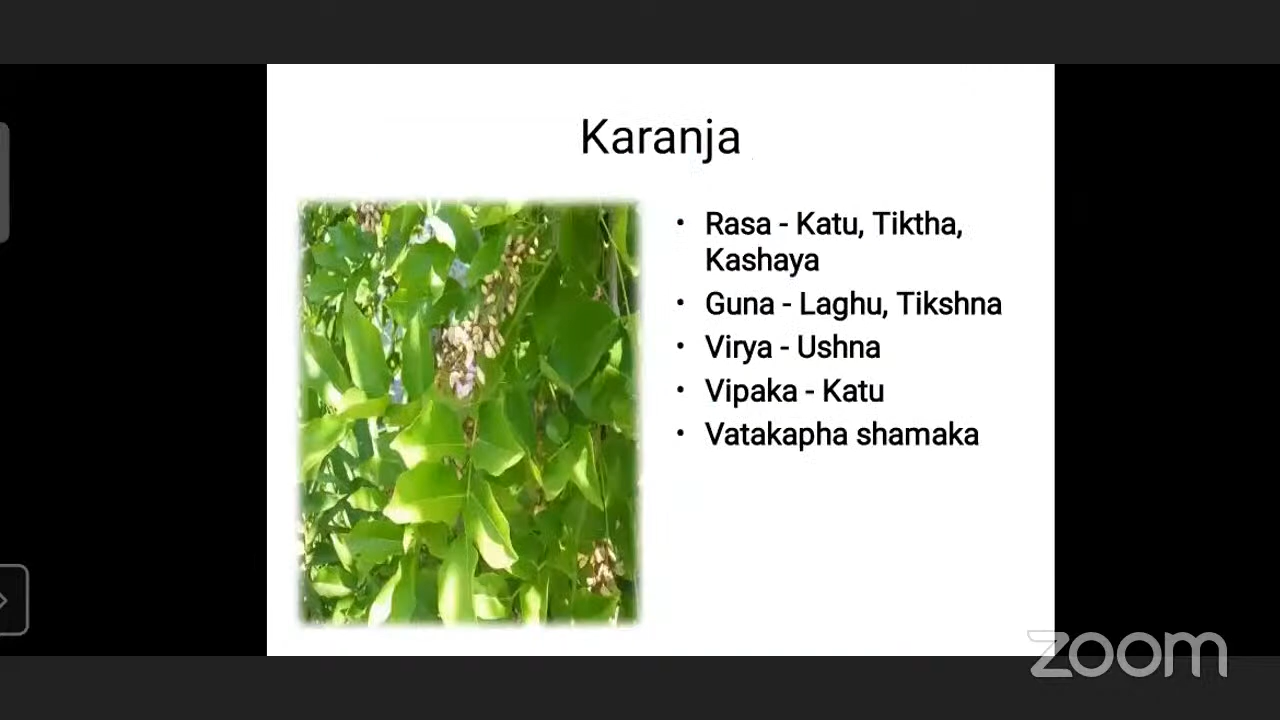 Karanja
• Rasa - Katu, Tiktha,
Kashaya
• Guna - Laghu, Tikshna
• Virya - Ushna
• Vipaka - Katu
• Vatakapha shamaka
zoom